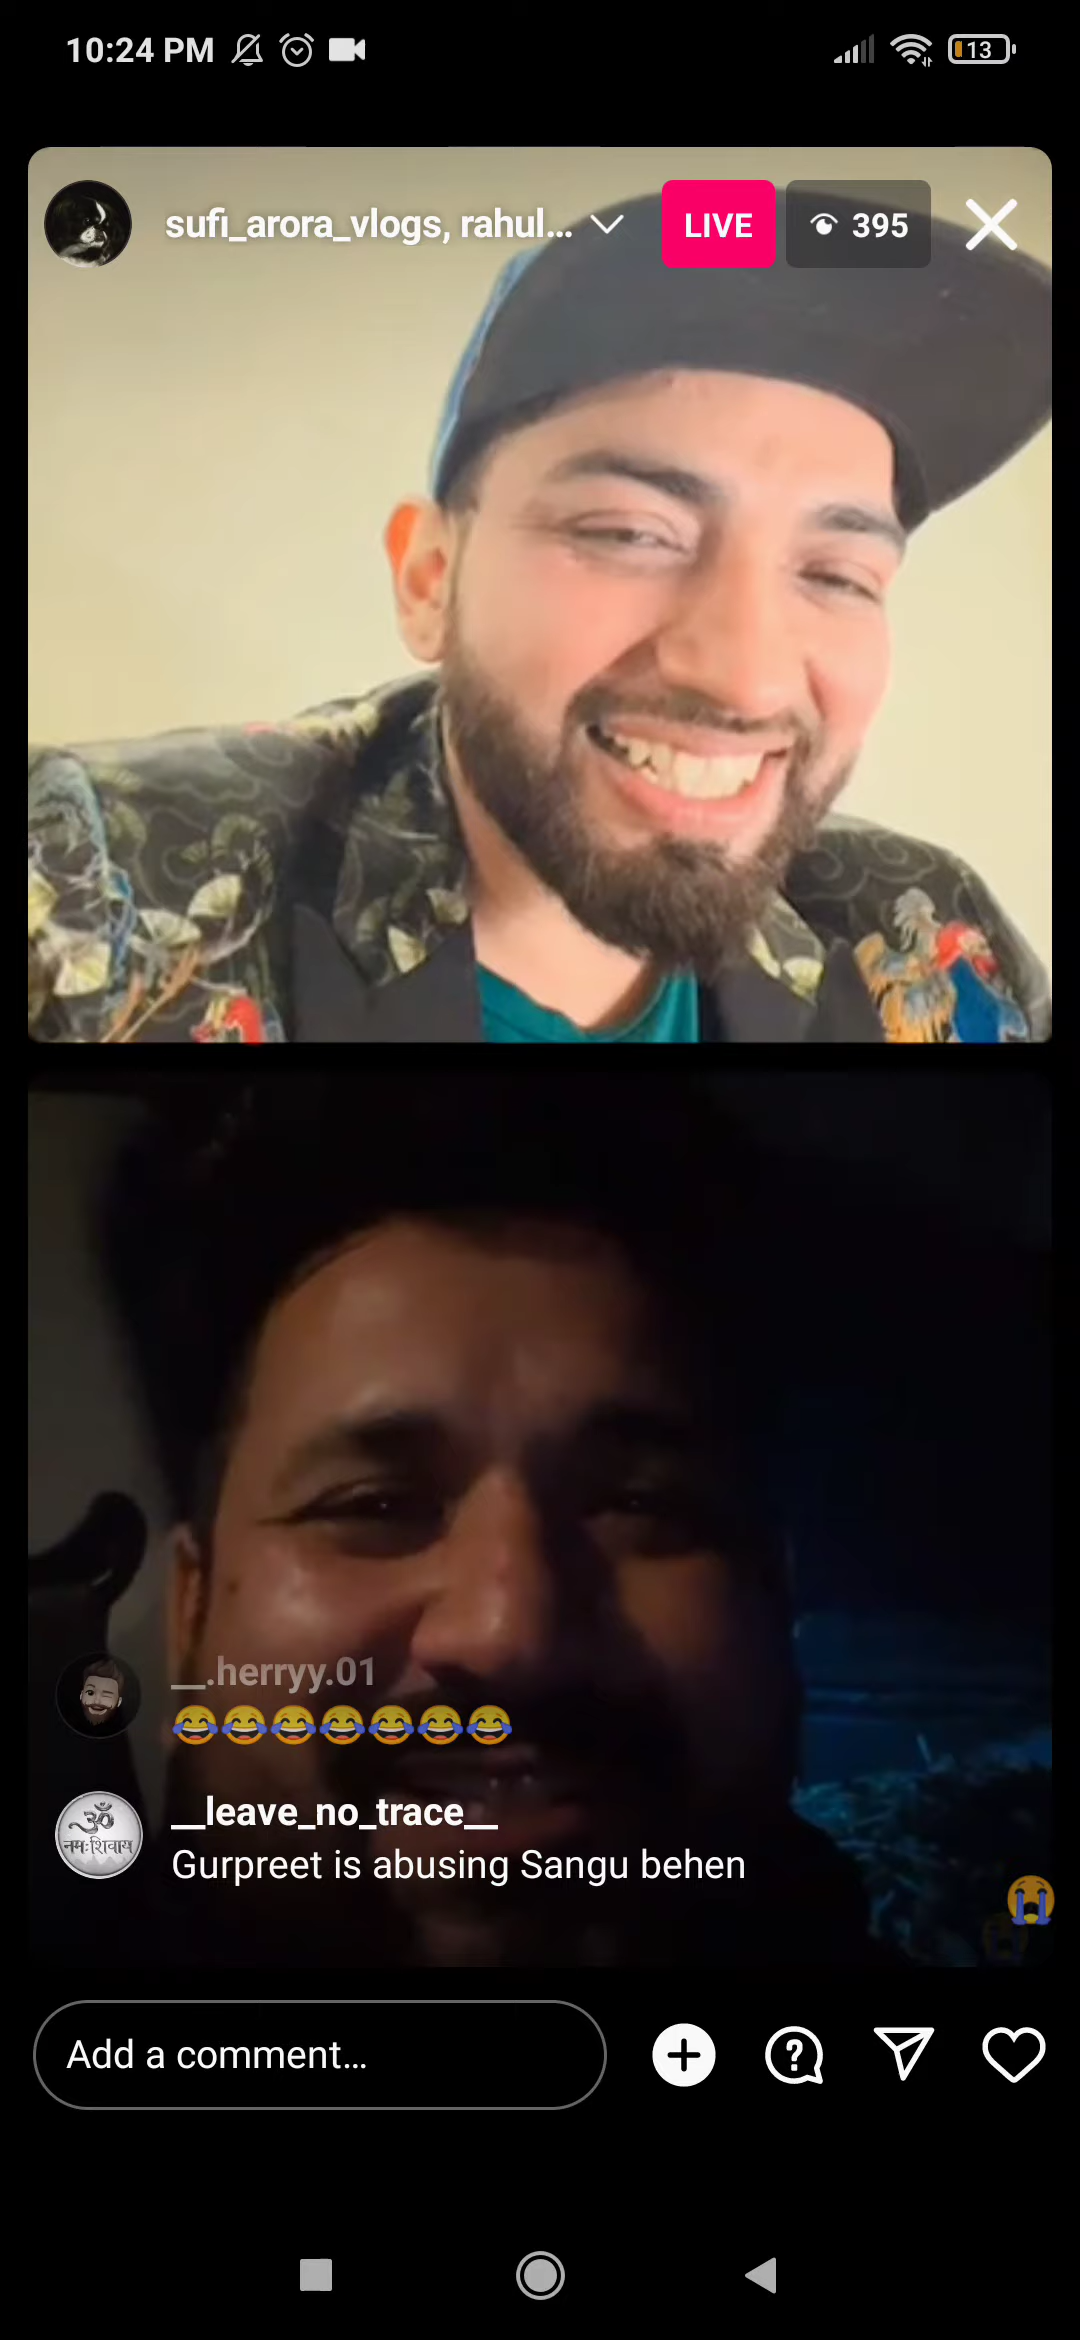 10:24 PM
13
sufi_arora_vlogs, rahul...
LIVE
395
__.herryy.01
😂😂😂😂😂😂😂
ॐ
नमःशिवाय
__leave_no_trace__
Gurpreet is abusing Sangu behen
Add a comment...